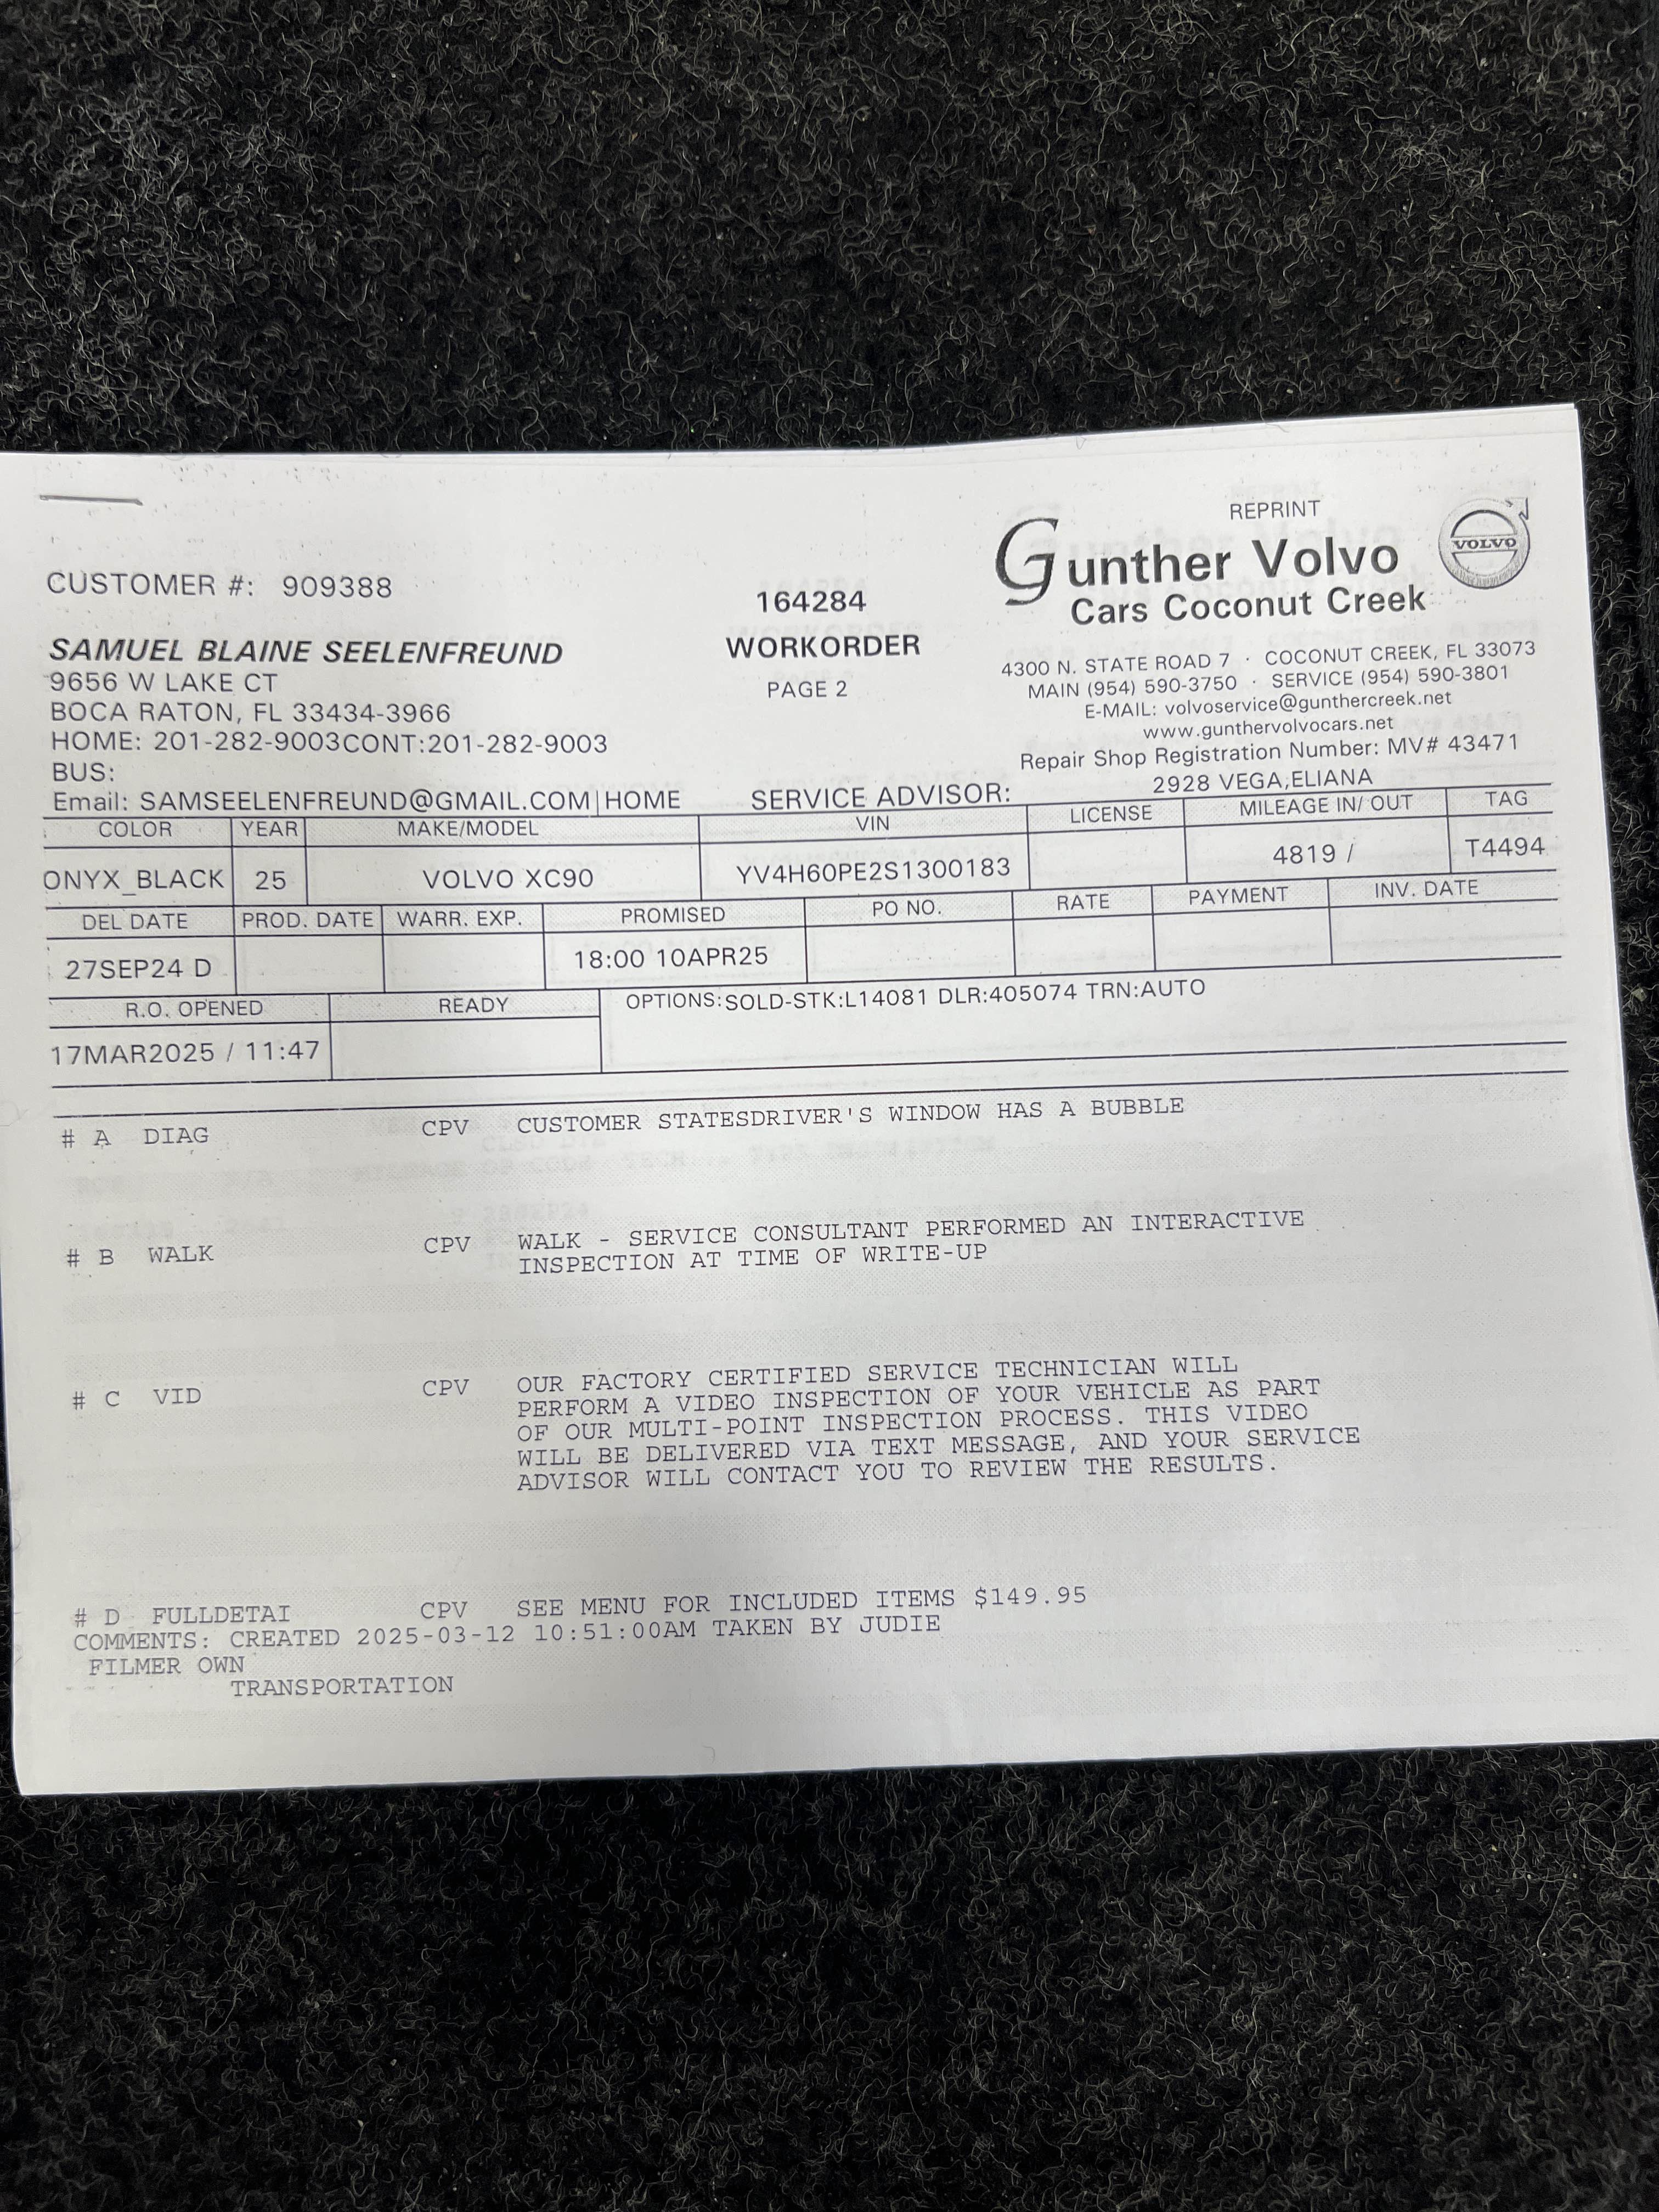 REPRINT
Gunther Volvo
Cars Coconut Creek
VOLVO
CUSTOMER #: 909388
164284
WORKORDER
PAGE 2
SAMUEL BLAINE SEELENFREUND
9656 W LAKE CT
BOCA RATON, FL 33434-3966
HOME: 201-282-9003CONT:201-282-9003
BUS:
Email: SAMSEELENFREUND@GMAIL.COM|HOME
4300 N. STATE ROAD 7 · COCONUT CREEK, FL 33073
MAIN (954) 590-3750 · SERVICE (954) 590-3801
E-MAIL: volvoservice@gunthercreek.net
www.gunthervolvocars.net
Repair Shop Registration Number: MV# 43471
SERVICE ADVISOR: 2928 VEGA,ELIANA
COLOR YEAR MAKE/MODEL VIN LICENSE MILEAGE IN/ OUT TAG
ONYX_BLACK 25 VOLVO XC90 YV4H60PE2S1300183 4819 / T4494
DEL DATE PROD. DATE WARR. EXP. PROMISED PO NO. RATE PAYMENT INV. DATE
27SEP24 D 18:00 10APR25
R.O. OPENED READY OPTIONS:SOLD-STK:L14081 DLR:405074 TRN:AUTO
17MAR2025 / 11:47
# A DIAG CPV CUSTOMER STATESDRIVER'S WINDOW HAS A BUBBLE
# B WALK CPV WALK - SERVICE CONSULTANT PERFORMED AN INTERACTIVE
INSPECTION AT TIME OF WRITE-UP
# C VID CPV OUR FACTORY CERTIFIED SERVICE TECHNICIAN WILL
PERFORM A VIDEO INSPECTION OF YOUR VEHICLE AS PART
OF OUR MULTI-POINT INSPECTION PROCESS. THIS VIDEO
WILL BE DELIVERED VIA TEXT MESSAGE, AND YOUR SERVICE
ADVISOR WILL CONTACT YOU TO REVIEW THE RESULTS.
# D FULLDETAI CPV SEE MENU FOR INCLUDED ITEMS $149.95
COMMENTS: CREATED 2025-03-12 10:51:00AM TAKEN BY JUDIE
FILMER OWN
TRANSPORTATION